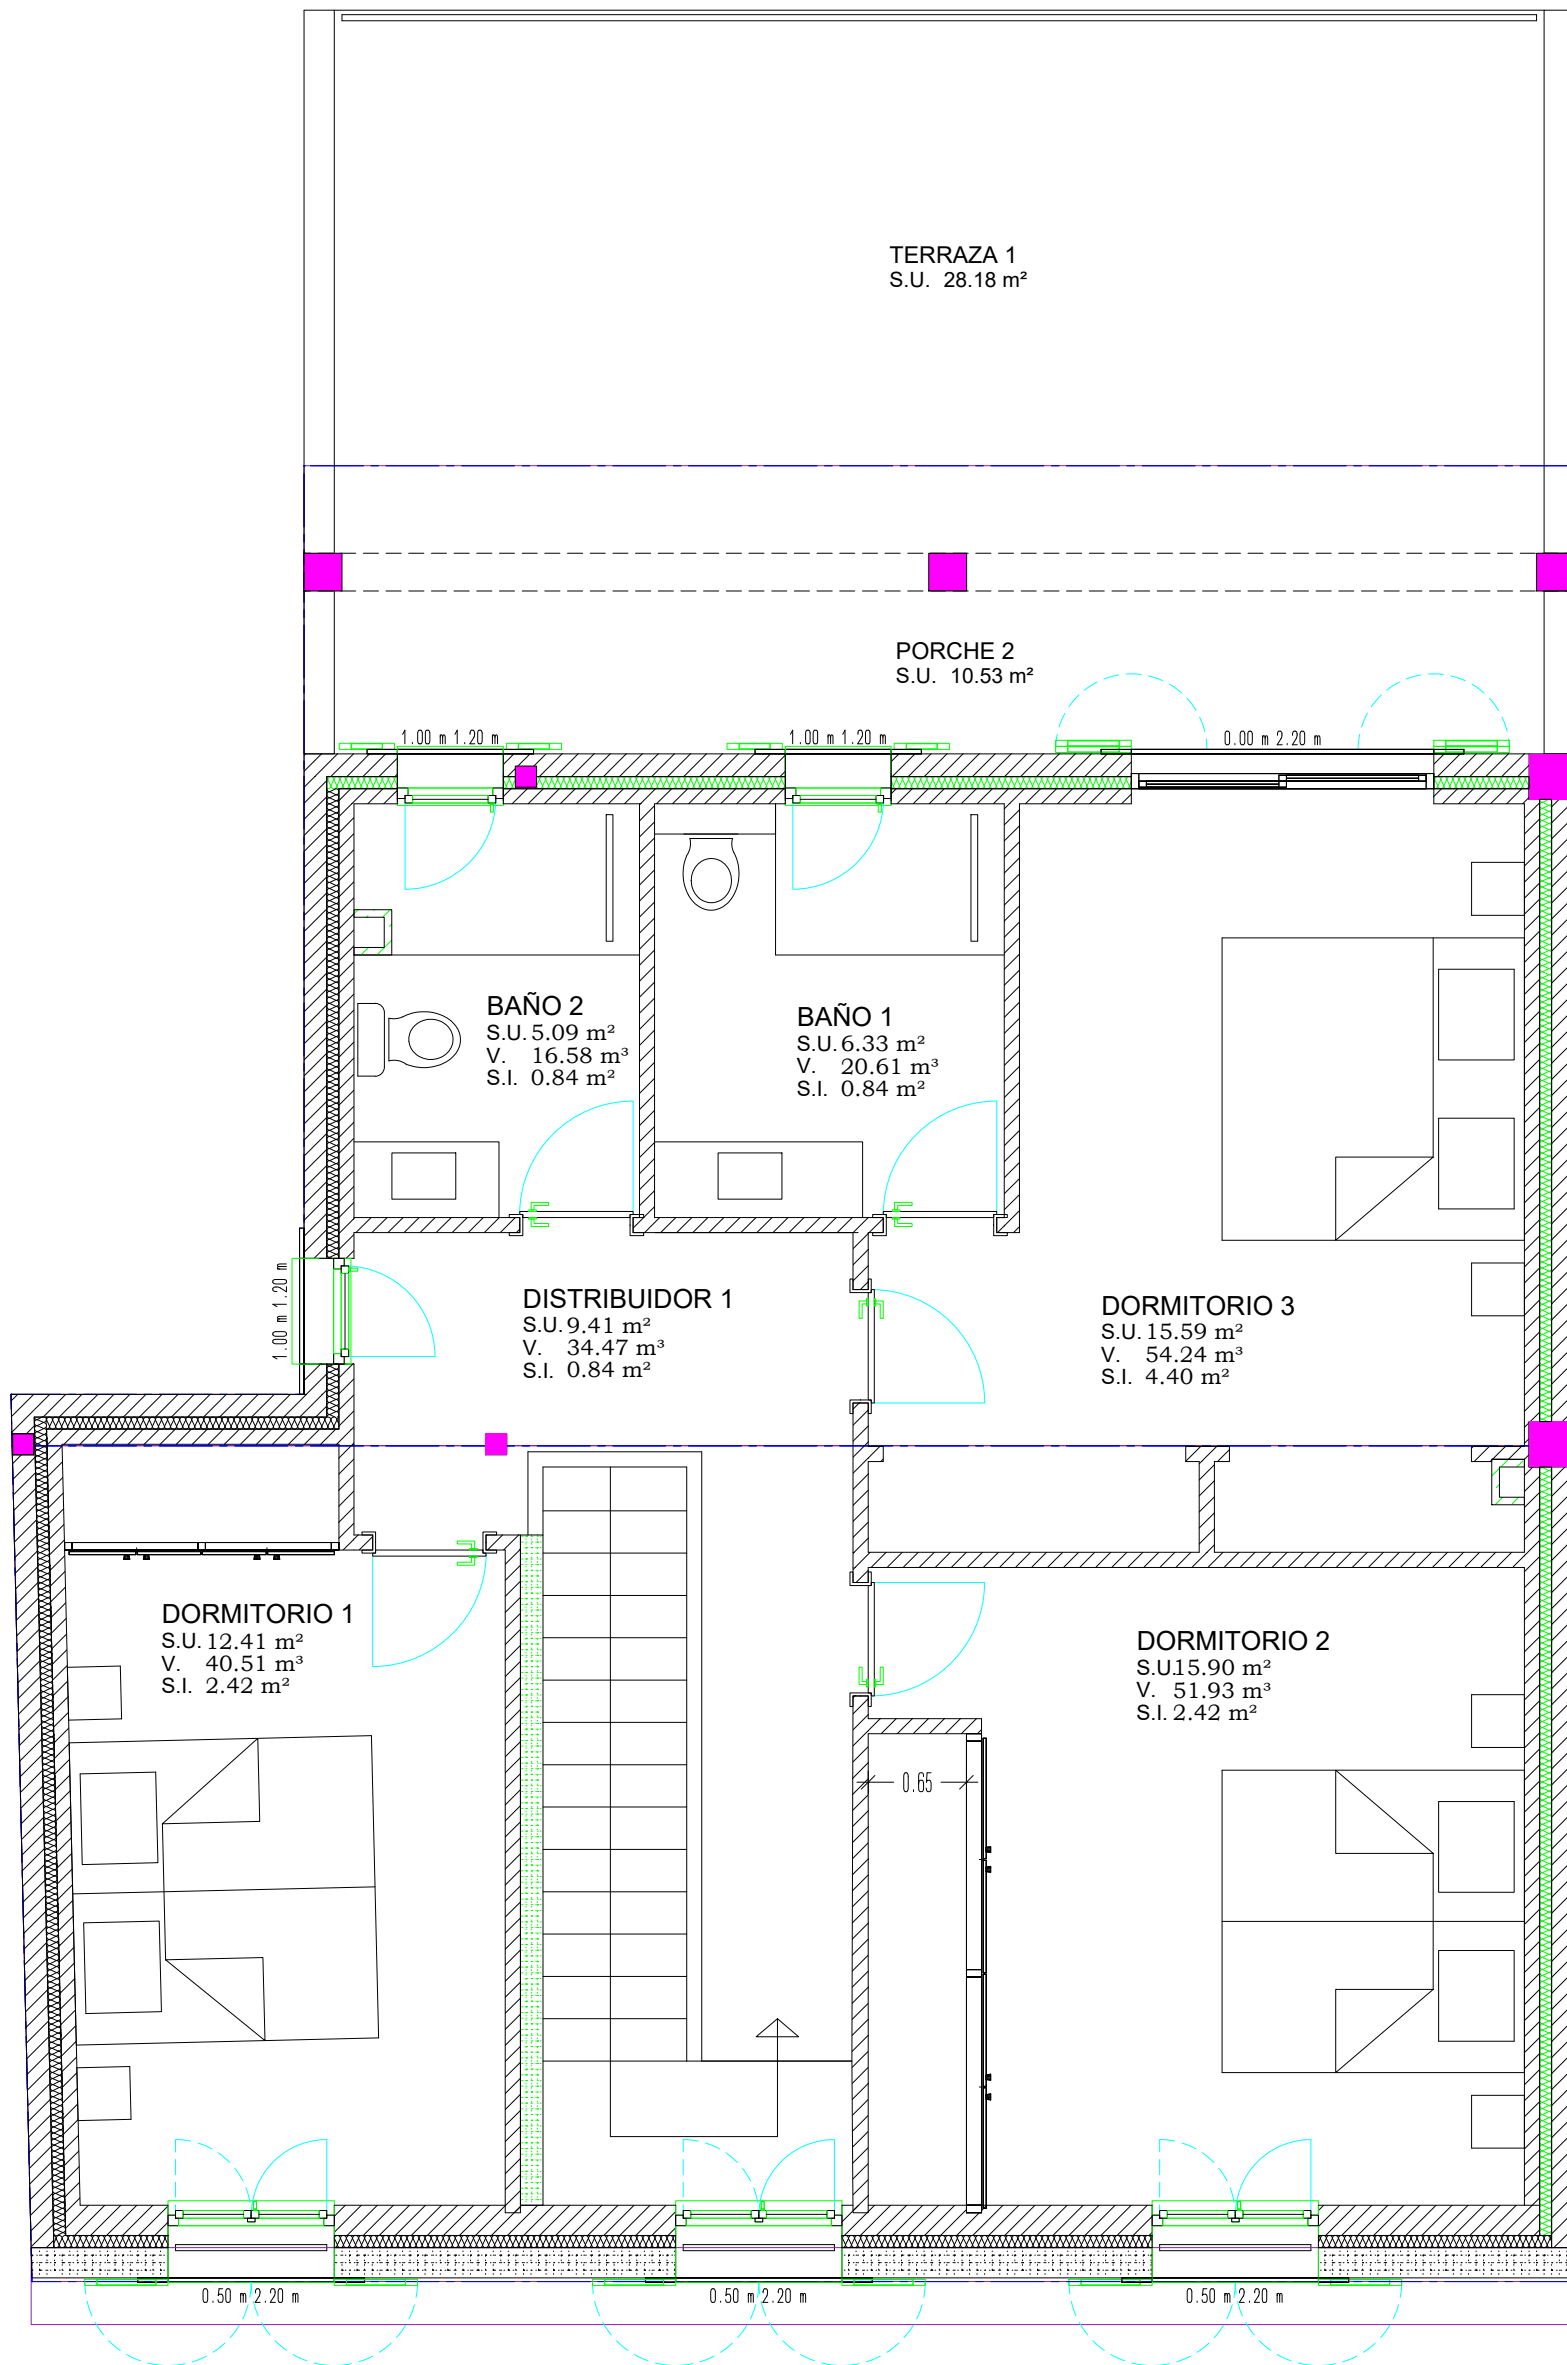 TERRAZA 1
S.U. 28.18 m²
PORCHE 2
S.U. 10.53 m²
1.00 m 1.20 m
1.00 m 1.20 m
0.00 m 2.20 m
BAÑO 2
S.U. 5.09 m²
V. 16.58 m³
S.I. 0.84 m²
BAÑO 1
S.U. 6.33 m²
V. 20.61 m³
S.I. 0.84 m²
1.00 m 1.20 m
DISTRIBUIDOR 1
S.U. 9.41 m²
V. 34.47 m³
S.I. 0.84 m²
DORMITORIO 3
S.U. 15.59 m²
V. 54.24 m³
S.I. 4.40 m²
DORMITORIO 1
S.U. 12.41 m²
V. 40.51 m³
S.I. 2.42 m²
DORMITORIO 2
S.U. 15.90 m²
V. 51.93 m³
S.I. 2.42 m²
0.65
0.50 m 2.20 m
0.50 m 2.20 m
0.50 m 2.20 m